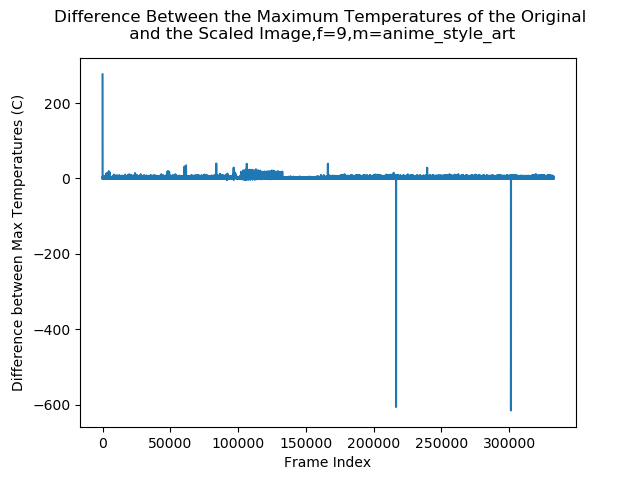 Difference Between the Maximum Temperatures of the Original
and the Scaled Image,f=9,m=anime_style_art
Difference between Max Temperatures (C)
200
0
−200
−400
−600
0 50000 100000 150000 200000 250000 300000
Frame Index